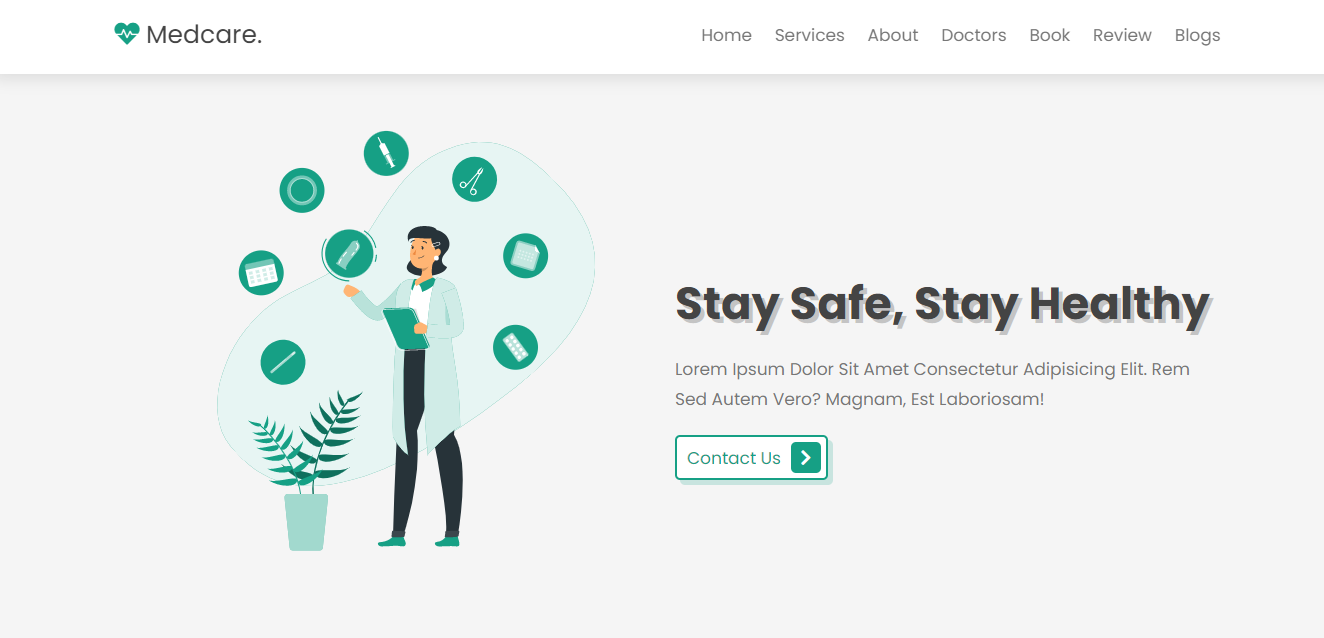 Medcare.
Home Services About Doctors Book Review Blogs
Stay Safe, Stay Healthy
Lorem Ipsum Dolor Sit Amet Consectetur Adipisicing Elit. Rem
Sed Autem Vero? Magnam, Est Laboriosam!
Contact Us